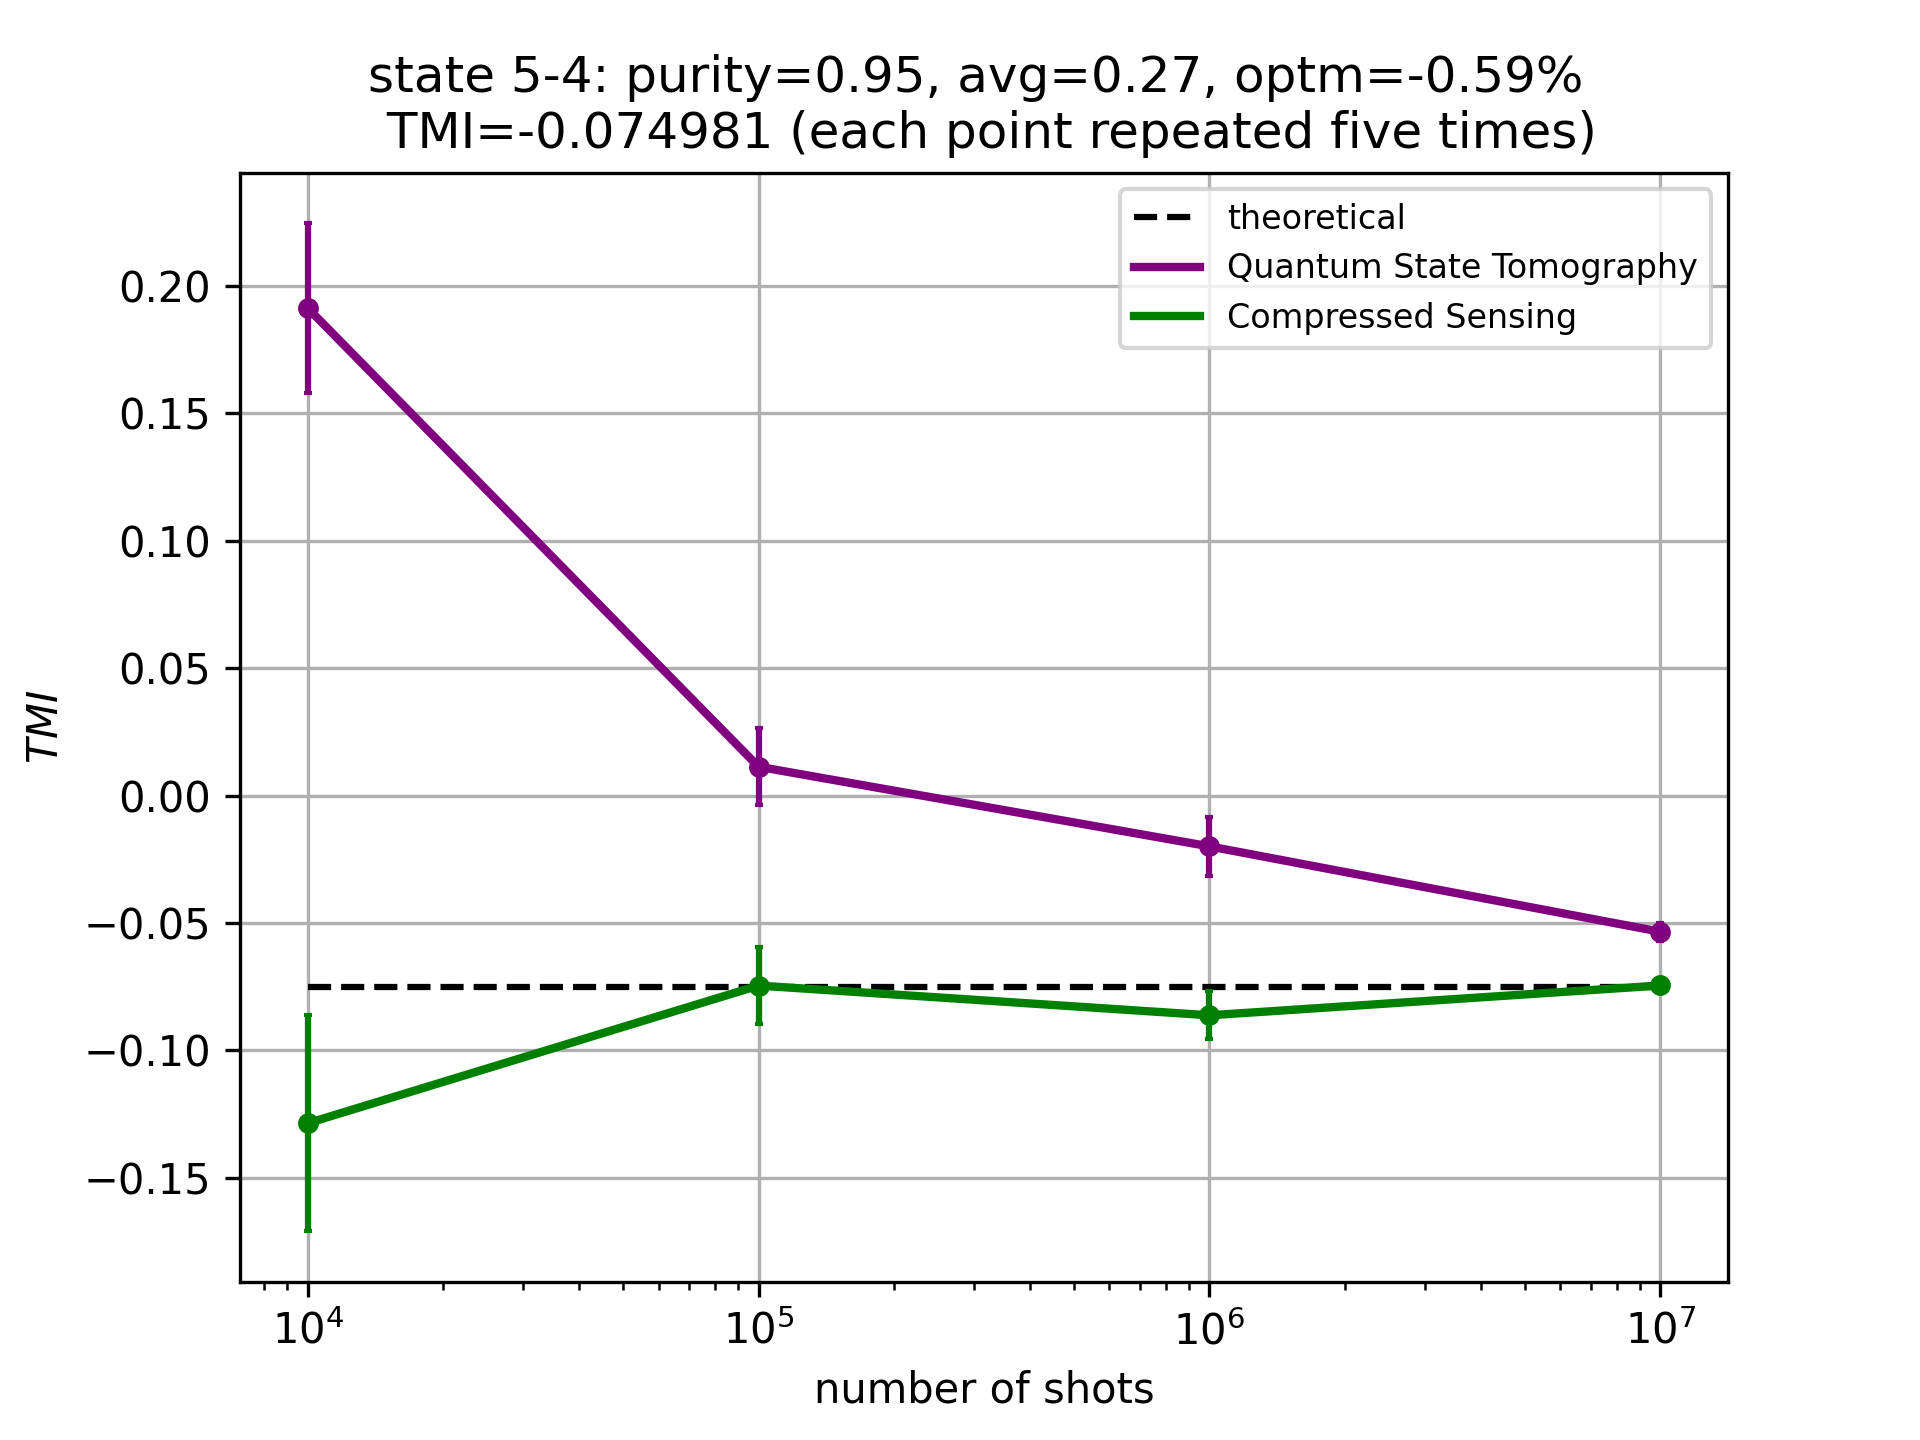 state 5-4: purity=0.95, avg=0.27, optm=-0.59%
TMI=-0.074981 (each point repeated five times)
theoretical
Quantum State Tomography
Compressed Sensing
TMI
0.20
0.15
0.10
0.05
0.00
−0.05
−0.10
−0.15
10⁴ 10⁵ 10⁶ 10⁷
number of shots